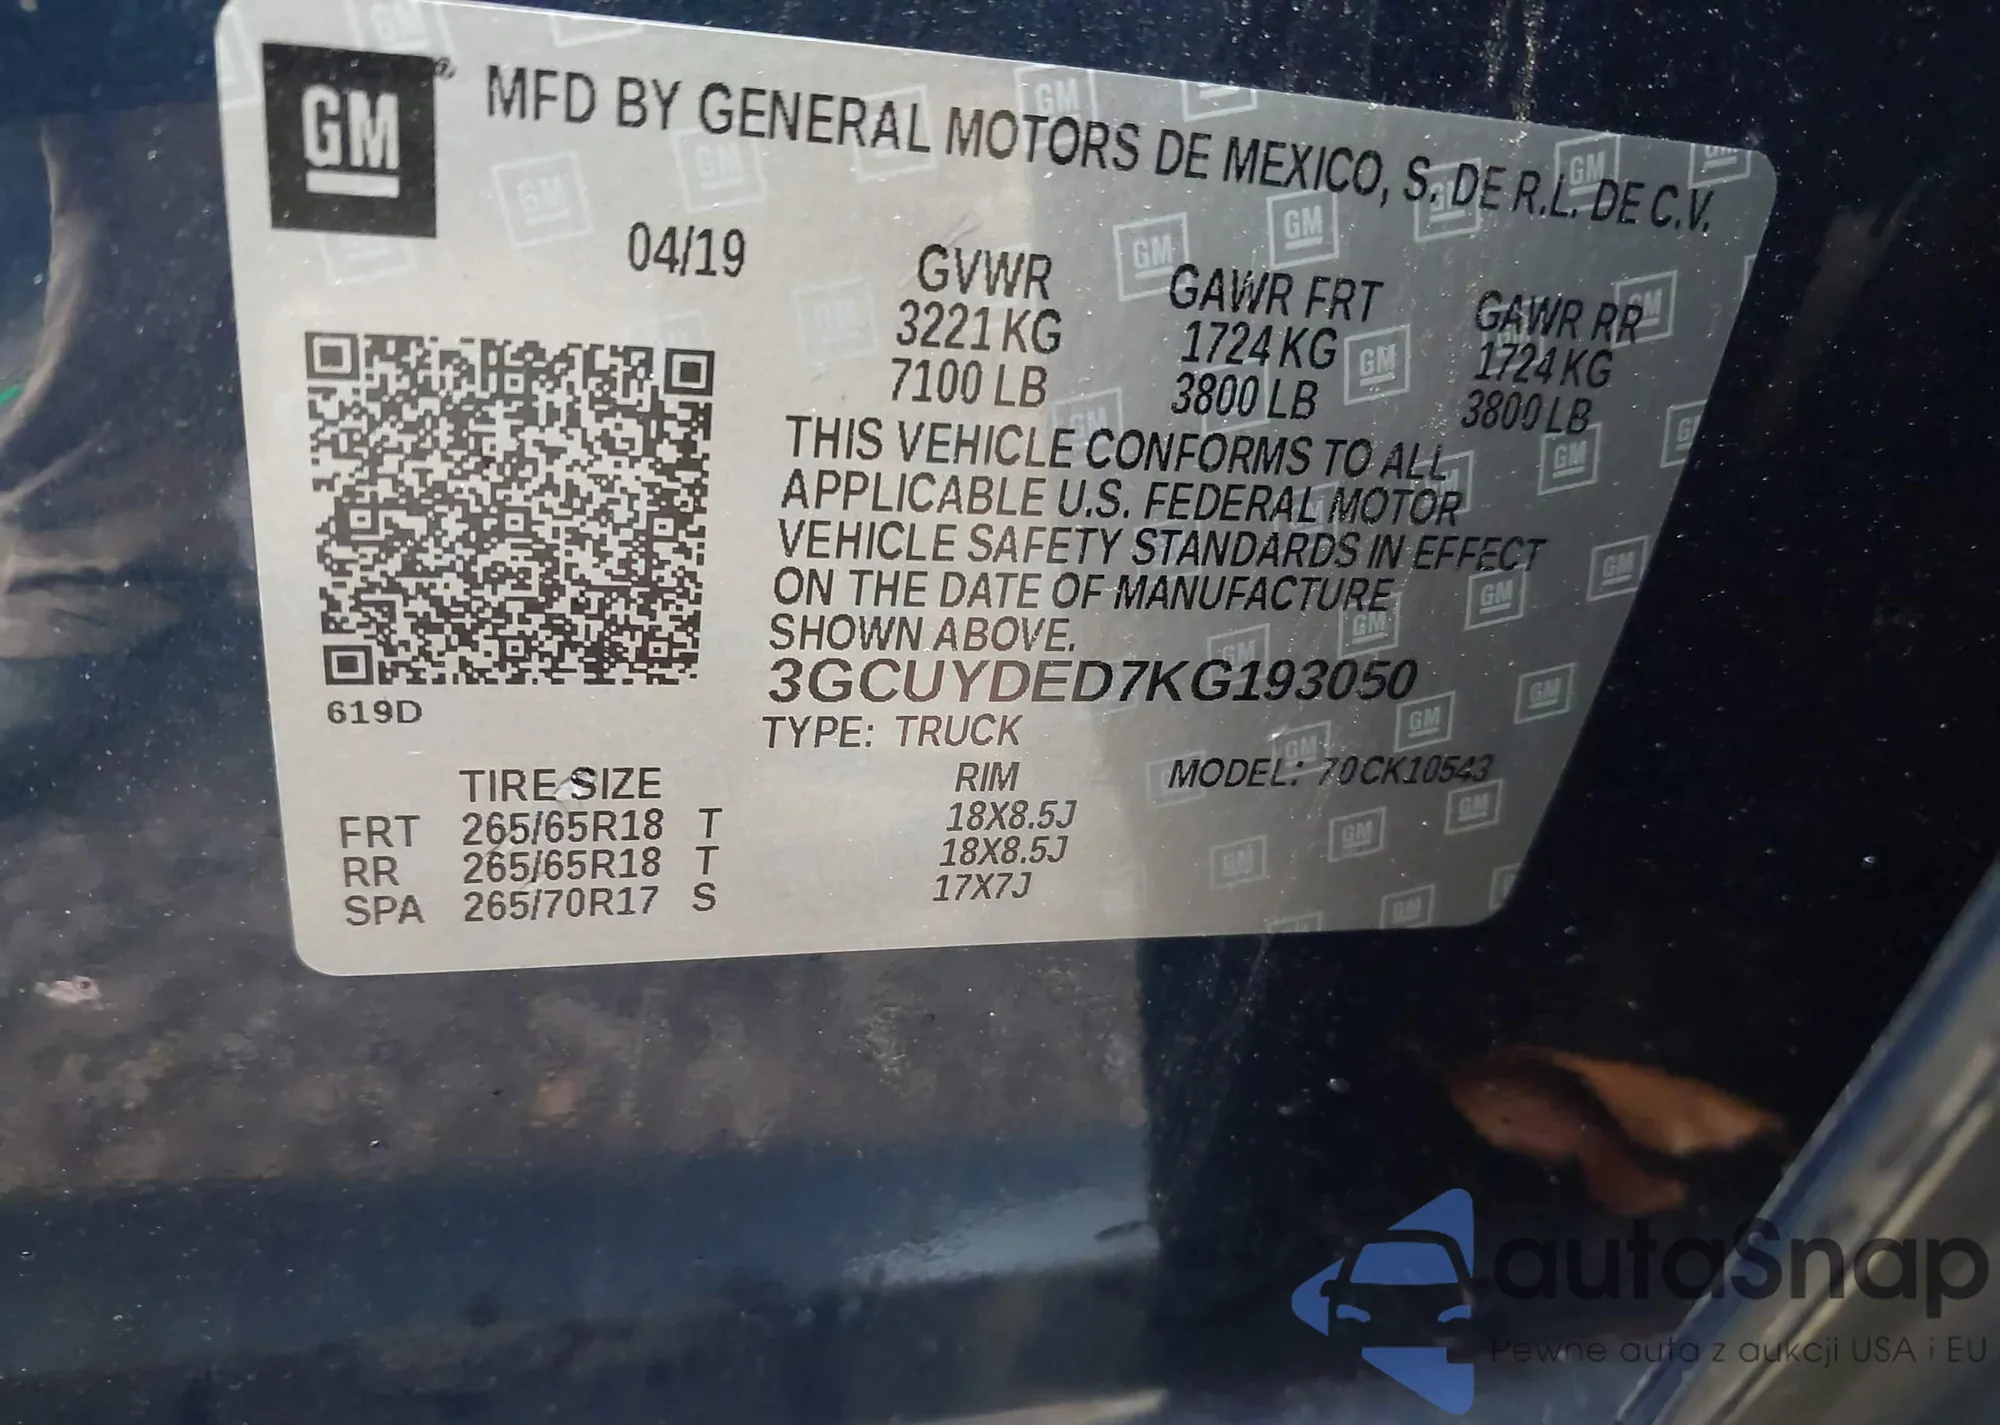 GM
MFD BY GENERAL MOTORS DE MEXICO, S. DE R.L. DE C.V.
04/19
GVWR GAWR FRT GAWR RR
3221 KG 1724 KG 1724 KG
7100 LB 3800 LB 3800 LB
THIS VEHICLE CONFORMS TO ALL
APPLICABLE U.S. FEDERAL MOTOR
VEHICLE SAFETY STANDARDS IN EFFECT
ON THE DATE OF MANUFACTURE
SHOWN ABOVE.
3GCUYDED7KG193050
619D
TYPE: TRUCK
MODEL: 70CK10543
TIRE SIZE RIM
FRT 265/65R18 T 18X8.5J
RR 265/65R18 T 18X8.5J
SPA 265/70R17 S 17X7J
autaSnap
Pewne auta z aukcji USA i EU